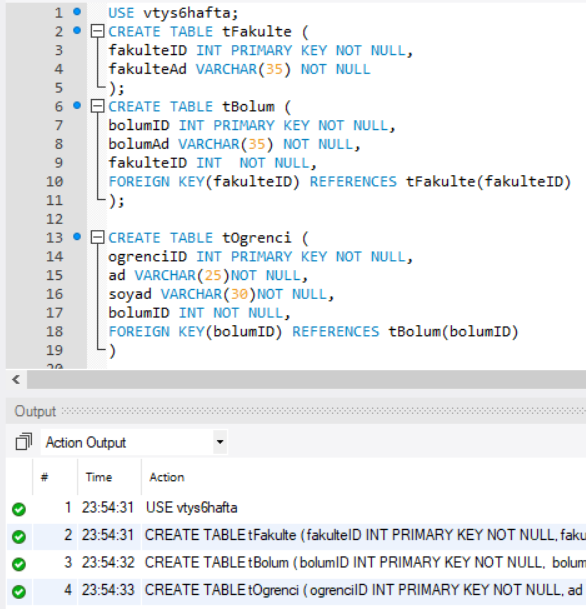 1 USE vtys6hafta;
2 CREATE TABLE tFakulte (
3 fakulteID INT PRIMARY KEY NOT NULL,
4 fakulteAd VARCHAR(35) NOT NULL
5 );
6 CREATE TABLE tBolum (
7 bolumID INT PRIMARY KEY NOT NULL,
8 bolumAd VARCHAR(35) NOT NULL,
9 fakulteID INT  NOT NULL,
10 FOREIGN KEY(fakulteID) REFERENCES tFakulte(fakulteID)
11 );
12
13 CREATE TABLE tOgrenci (
14 ogrenciID INT PRIMARY KEY NOT NULL,
15 ad VARCHAR(25)NOT NULL,
16 soyad VARCHAR(30)NOT NULL,
17 bolumID INT NOT NULL,
18 FOREIGN KEY(bolumID) REFERENCES tBolum(bolumID)
19 )
20
Output
Action Output
# Time Action
1 23:54:31 USE vtys6hafta
2 23:54:31 CREATE TABLE tFakulte ( fakulteID INT PRIMARY KEY NOT NULL, faku
3 23:54:32 CREATE TABLE tBolum ( bolumID INT PRIMARY KEY NOT NULL, bolum
4 23:54:33 CREATE TABLE tOgrenci ( ogrenciID INT PRIMARY KEY NOT NULL, ad